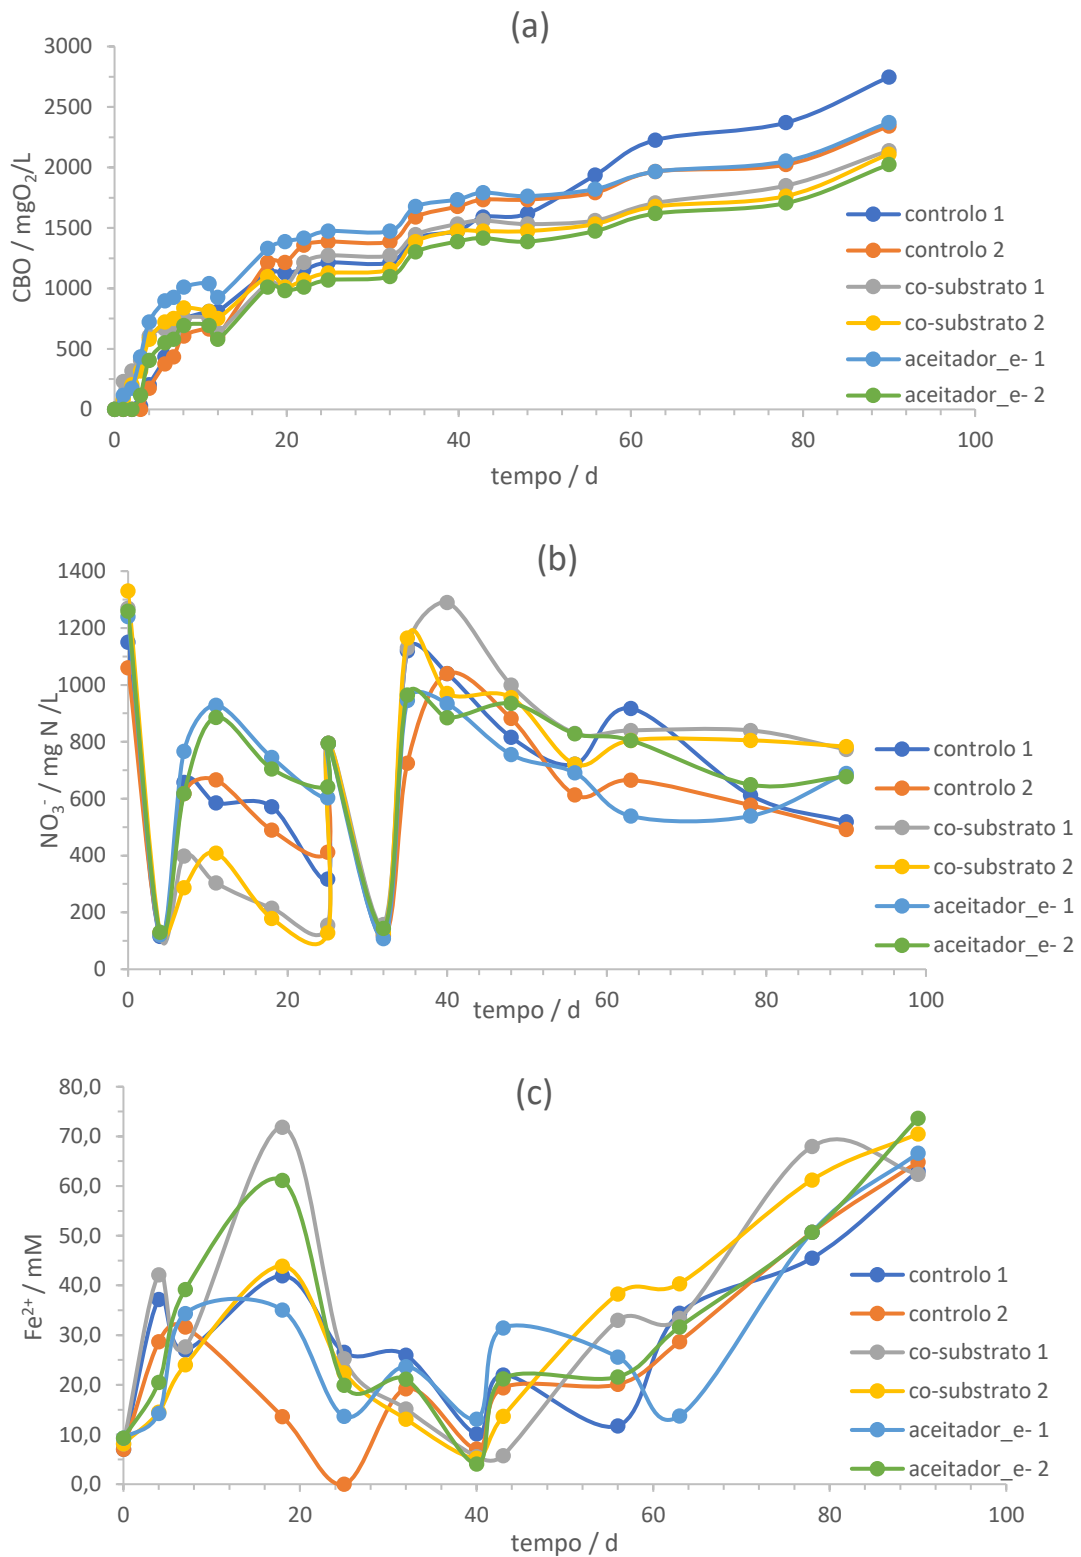 (a)
CBO / mgO₂/L
3000
2500
2000
1500
1000
500
0
0 20 40 60 80 100
tempo / d
controlo 1
controlo 2
co-substrato 1
co-substrato 2
aceitador_e- 1
aceitador_e- 2
(b)
NO₃⁻ / mg N /L
1400
1200
1000
800
600
400
200
0
0 20 40 60 80 100
tempo / d
controlo 1
controlo 2
co-substrato 1
co-substrato 2
aceitador_e- 1
aceitador_e- 2
(c)
Fe²⁺ / mM
80,0
70,0
60,0
50,0
40,0
30,0
20,0
10,0
0,0
0 20 40 60 80 100
tempo / d
controlo 1
controlo 2
co-substrato 1
co-substrato 2
aceitador_e- 1
aceitador_e- 2